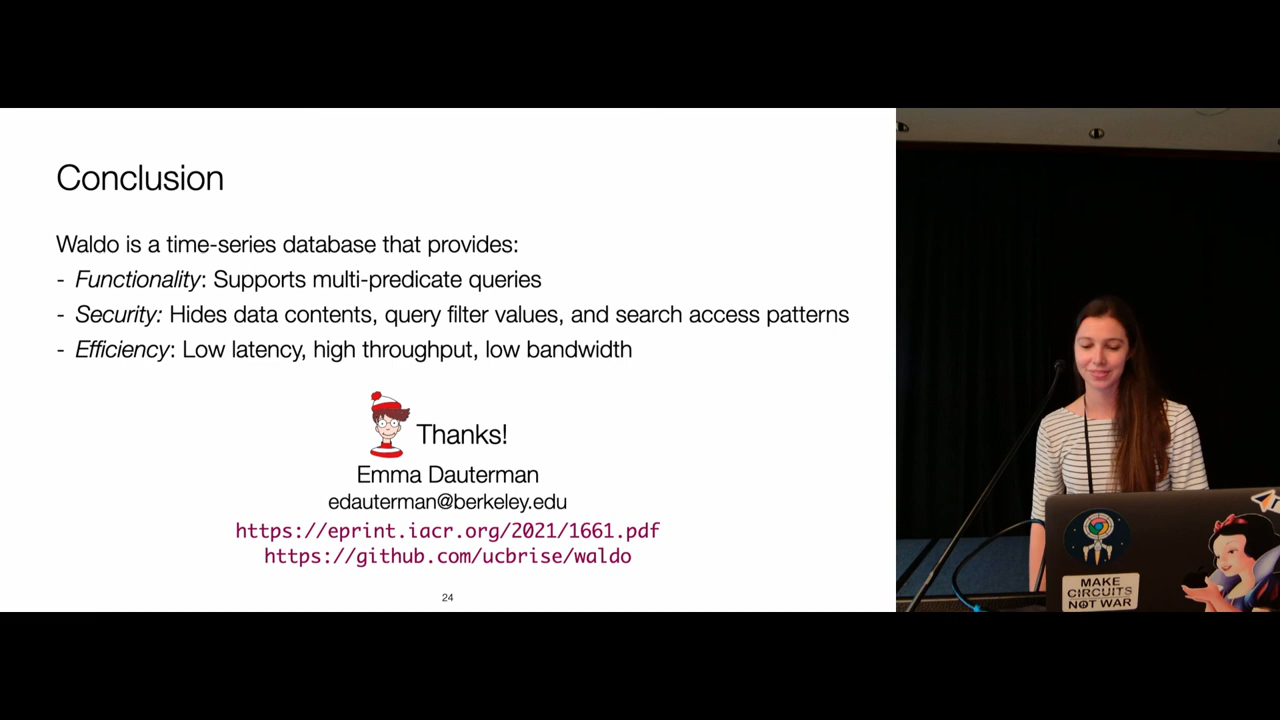 Conclusion
Waldo is a time-series database that provides:
- Functionality: Supports multi-predicate queries
- Security: Hides data contents, query filter values, and search access patterns
- Efficiency: Low latency, high throughput, low bandwidth
Thanks!
Emma Dauterman
edauterman@berkeley.edu
https://eprint.iacr.org/2021/1661.pdf
https://github.com/ucbrise/waldo
24
MAKE
CIRCUITS
NOT WAR